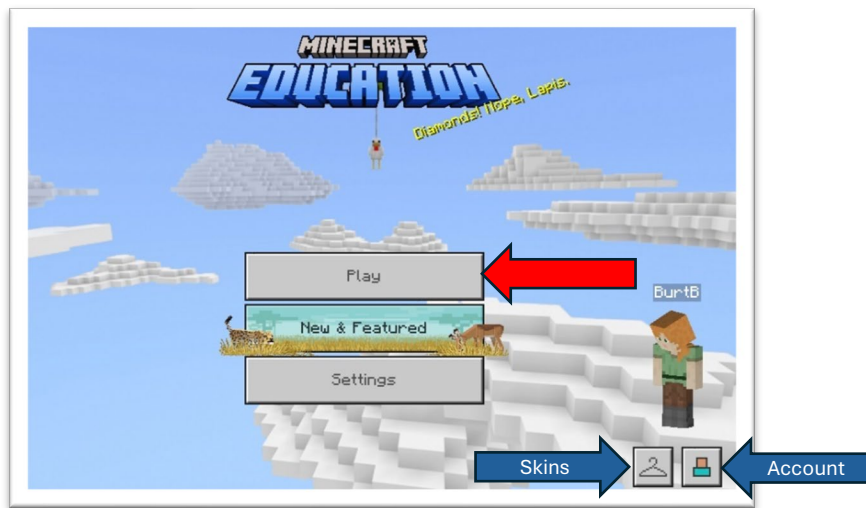 MINECRAFT
EDUCATION
Diamonds! Nope, Lapis.
Play
BurtB
New & Featured
Settings
Skins
Account